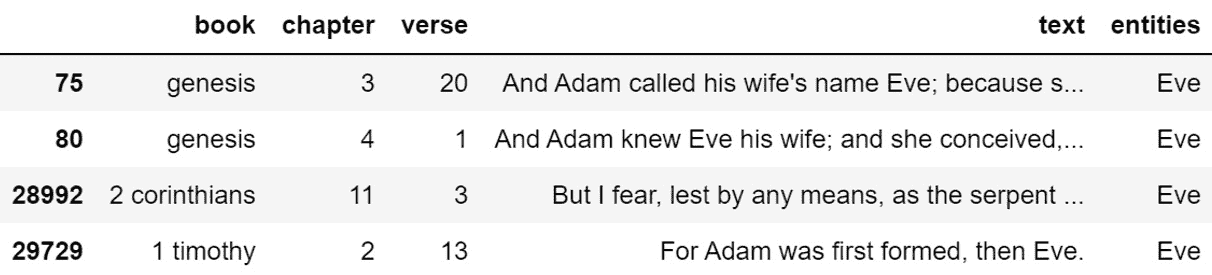 book chapter verse text entities
75 genesis 3 20 And Adam called his wife's name Eve; because s... Eve
80 genesis 4 1 And Adam knew Eve his wife; and she conceived,... Eve
28992 2 corinthians 11 3 But I fear, lest by any means, as the serpent ... Eve
29729 1 timothy 2 13 For Adam was first formed, then Eve. Eve